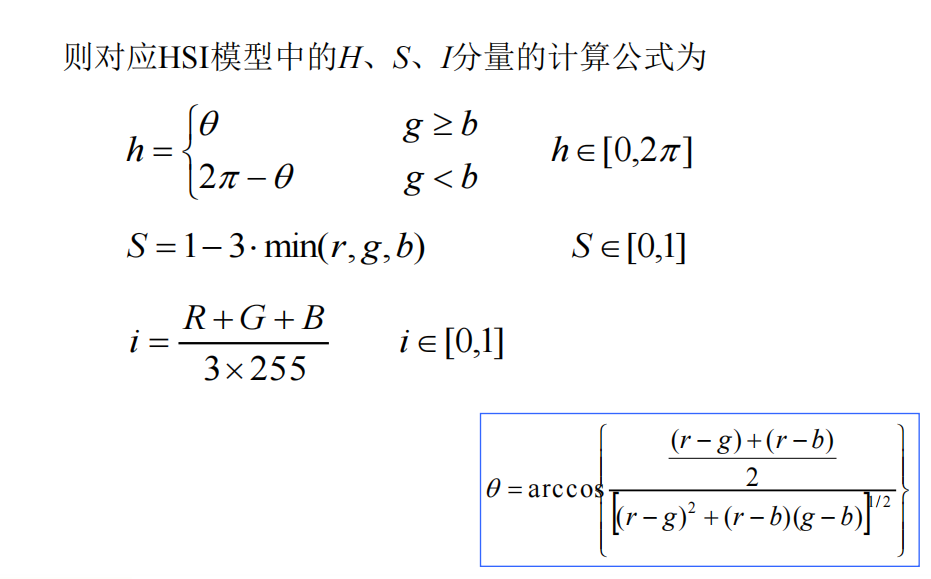 则对应HSI模型中的H、S、I分量的计算公式为
h = { θ    g ≥ b    h ∈ [0,2π]
2π − θ    g < b
S = 1 − 3 · min(r, g, b)    S ∈ [0,1]
i = (R + G + B) / (3 × 255)    i ∈ [0,1]
θ = arccos { [((r − g) + (r − b)) / 2] / [(r − g)² + (r − b)(g − b)]^{1/2} }